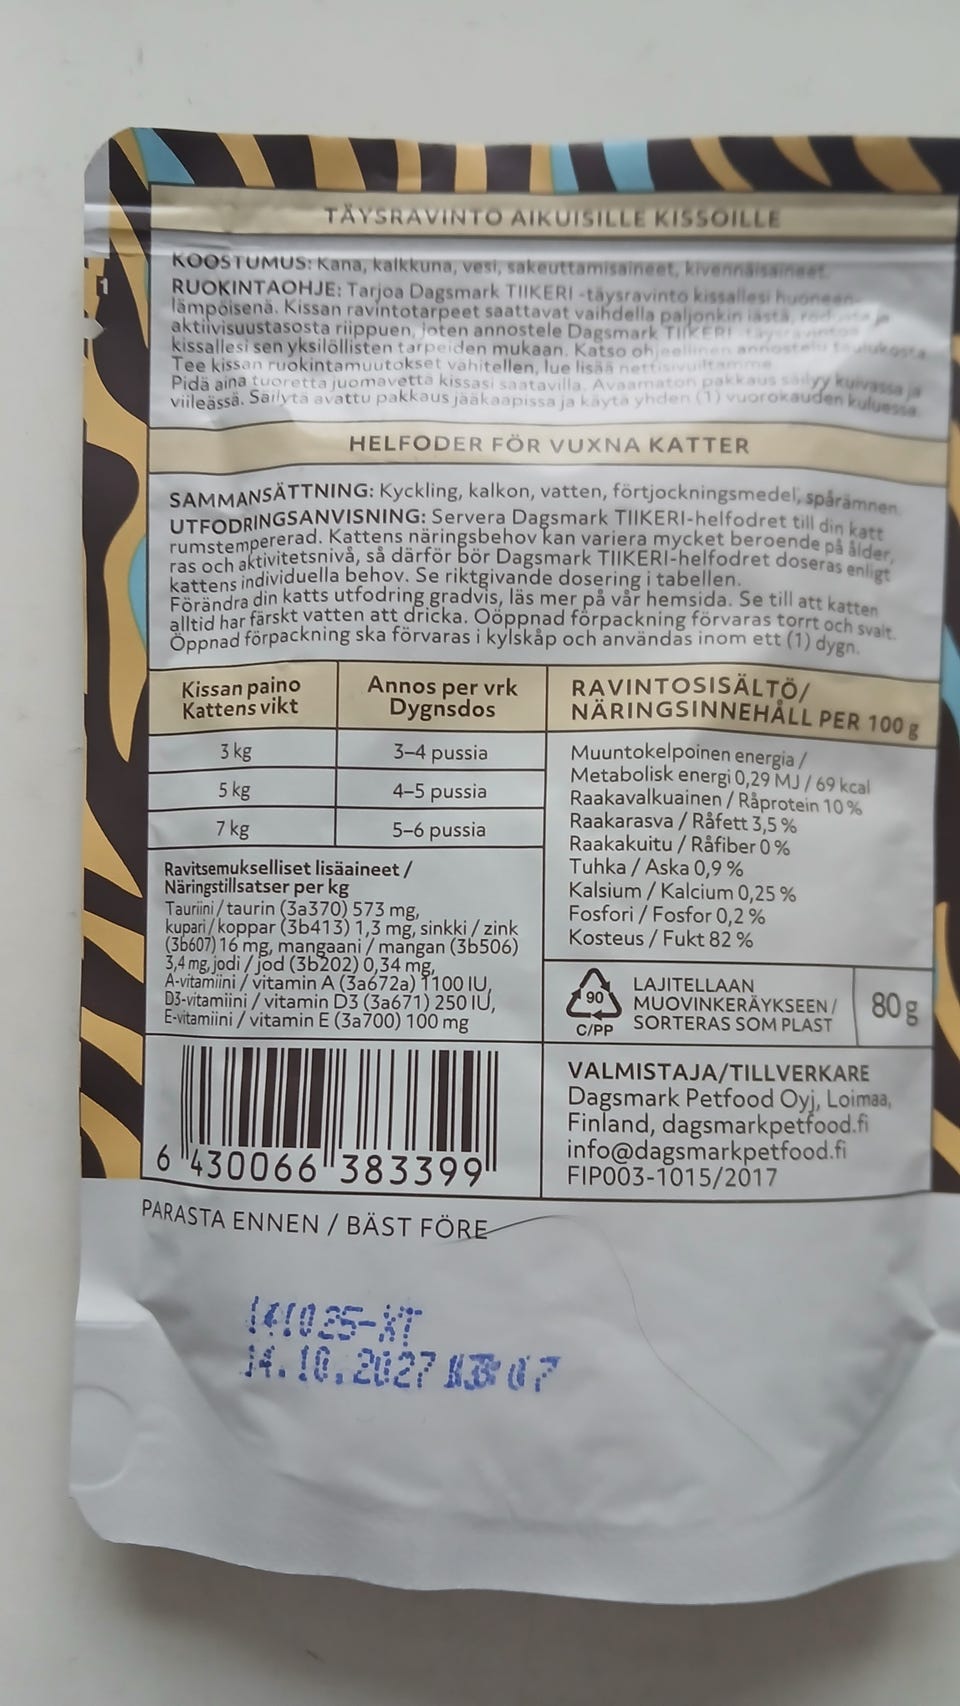 TÄYSRAVINTO AIKUISILLE KISSOILLE
KOOSTUMUS: Kana, kalkkuna, vesi, sakeuttamisaineet, kivennäisaineet.
RUOKINTAOHJE: Tarjoa Dagsmark TIIKERI -täysravinto kissallesi huoneen-
lämpöisenä. Kissan ravintotarpeet saattavat vaihdella paljonkin iästä, rodusta ja
aktiivisuustasosta riippuen, joten annostele Dagsmark TIIKERI -täysravintoa
kissallesi sen yksilöllisten tarpeiden mukaan. Katso ohjeellinen annostelu taulukosta.
Tee kissan ruokintamuutokset vähitellen, lue lisää nettisivuiltamme.
Pidä aina tuoretta juomavettä kissasi saatavilla. Avaamaton pakkaus säilyy kuivassa ja
viileässä. Säilytä avattu pakkaus jääkaapissa ja käytä yhden (1) vuorokauden kuluessa.
HELFODER FÖR VUXNA KATTER
SAMMANSÄTTNING: Kyckling, kalkon, vatten, förtjockningsmedel, spårämnen.
UTFODRINGSANVISNING: Servera Dagsmark TIIKERI-helfodret till din katt
rumstempererad. Kattens näringsbehov kan variera mycket beroende på ålder,
ras och aktivitetsnivå, så därför bör Dagsmark TIIKERI-helfodret doseras enligt
kattens individuella behov. Se riktgivande dosering i tabellen.
Förändra din katts utfodring gradvis, läs mer på vår hemsida. Se till att katten
alltid har färskt vatten att dricka. Oöppnad förpackning förvaras torrt och svalt.
Öppnad förpackning ska förvaras i kylskåp och användas inom ett (1) dygn.
Kissan paino
Kattens vikt
Annos per vrk
Dygnsdos
3 kg 3–4 pussia
5 kg 4–5 pussia
7 kg 5–6 pussia
Ravitsemukselliset lisäaineet /
Näringstillsatser per kg
Tauriini / taurin (3a370) 573 mg,
kupari / koppar (3b413) 1,3 mg, sinkki / zink
(3b607) 16 mg, mangaani / mangan (3b506)
3,4 mg, jodi / jod (3b202) 0,34 mg,
A-vitamiini / vitamin A (3a672a) 1100 IU,
D3-vitamiini / vitamin D3 (3a671) 250 IU,
E-vitamiini / vitamin E (3a700) 100 mg
RAVINTOSISÄLTÖ/
NÄRINGSINNEHÅLL PER 100 g
Muuntokelpoinen energia /
Metabolisk energi 0,29 MJ / 69 kcal
Raakavalkuainen / Råprotein 10 %
Raakarasva / Råfett 3,5 %
Raakakuitu / Råfiber 0 %
Tuhka / Aska 0,9 %
Kalsium / Kalcium 0,25 %
Fosfori / Fosfor 0,2 %
Kosteus / Fukt 82 %
90
C/PP
LAJITELLAAN
MUOVINKERÄYKSEEN /
SORTERAS SOM PLAST
80 g
VALMISTAJA/TILLVERKARE
Dagsmark Petfood Oyj, Loimaa,
Finland, dagsmarkpetfood.fi
info@dagsmarkpetfood.fi
FIP003-1015/2017
6 430066 383399
PARASTA ENNEN / BÄST FÖRE
141025-XT
14.10.2027